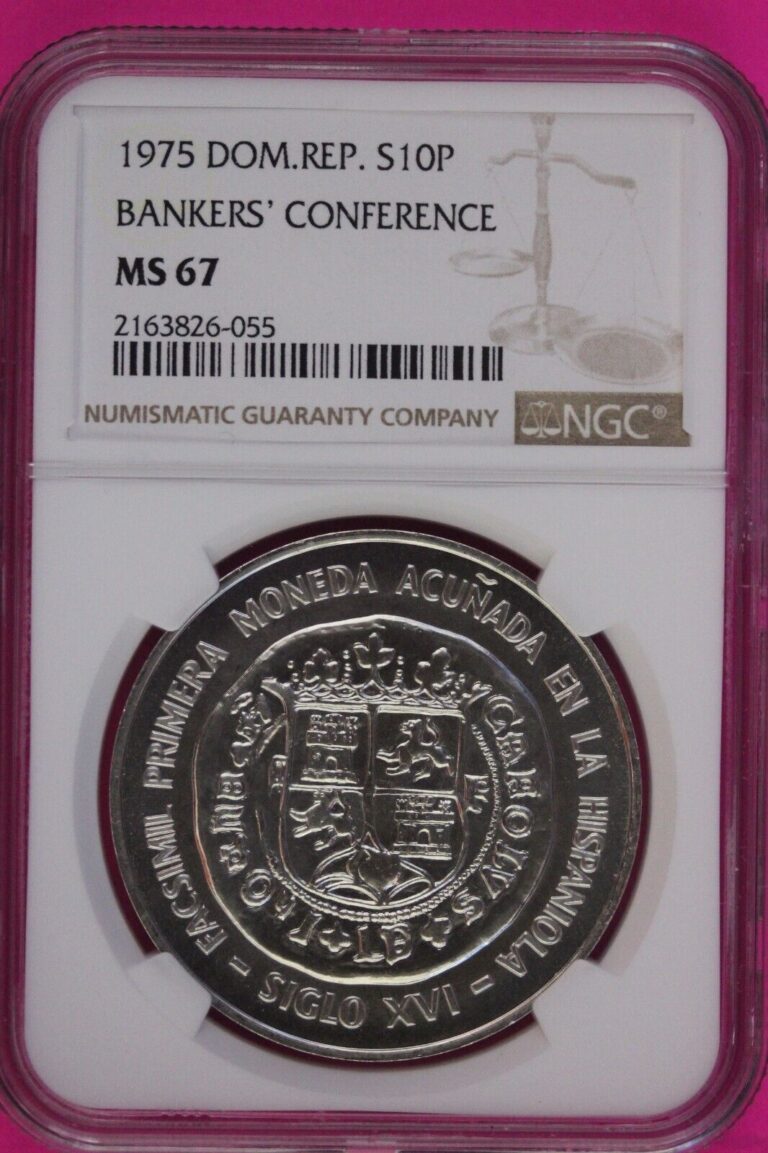 1975 DOM.REP. S10P
BANKERS' CONFERENCE
MS 67
2163826-055
NUMISMATIC GUARANTY COMPANY
NGC®
FACSIMIL PRIMERA MONEDA ACUÑADA EN LA HISPANIOLA
- SIGLO XVI -
CAROLVS